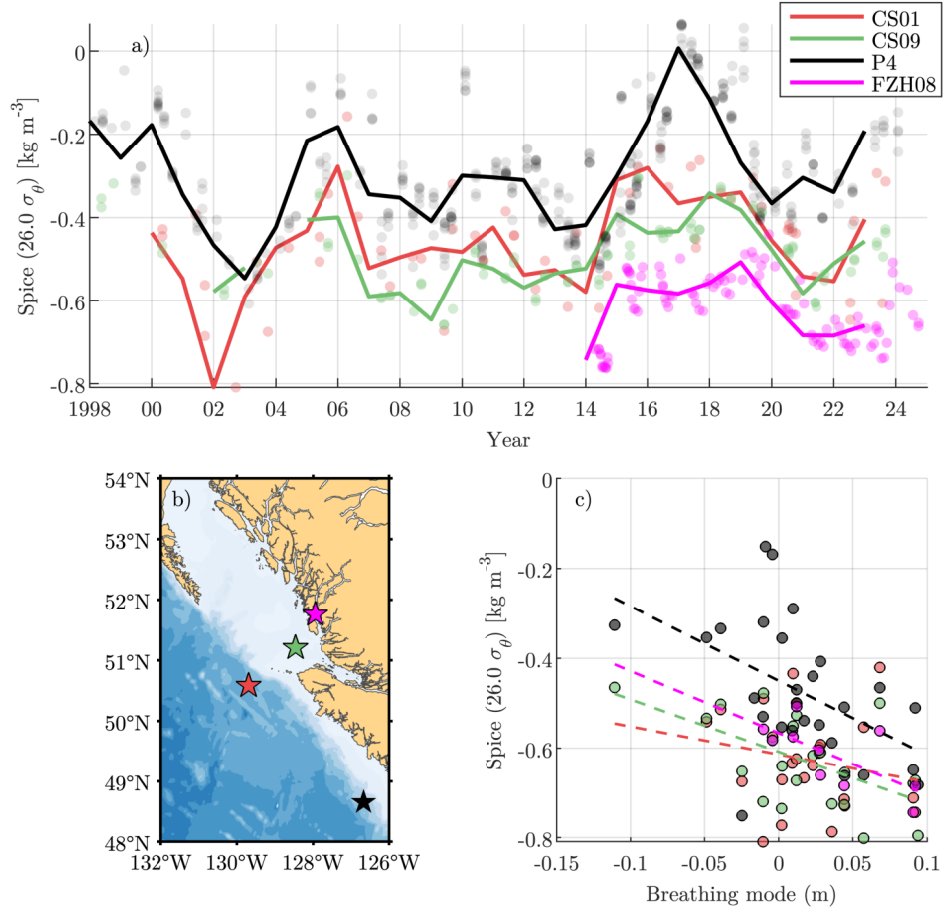 CS01
CS09
P4
FZH08
a)
Spice (26.0 σθ) [kg m⁻³]
0
-0.2
-0.4
-0.6
-0.8
1998 00 02 04 06 08 10 12 14 16 18 20 22 24
Year
b)
54°N
53°N
52°N
51°N
50°N
49°N
48°N
132°W 130°W 128°W 126°W
c)
Spice (26.0 σθ) [kg m⁻³]
0
-0.2
-0.4
-0.6
-0.8
-0.15 -0.1 -0.05 0 0.05 0.1
Breathing mode (m)